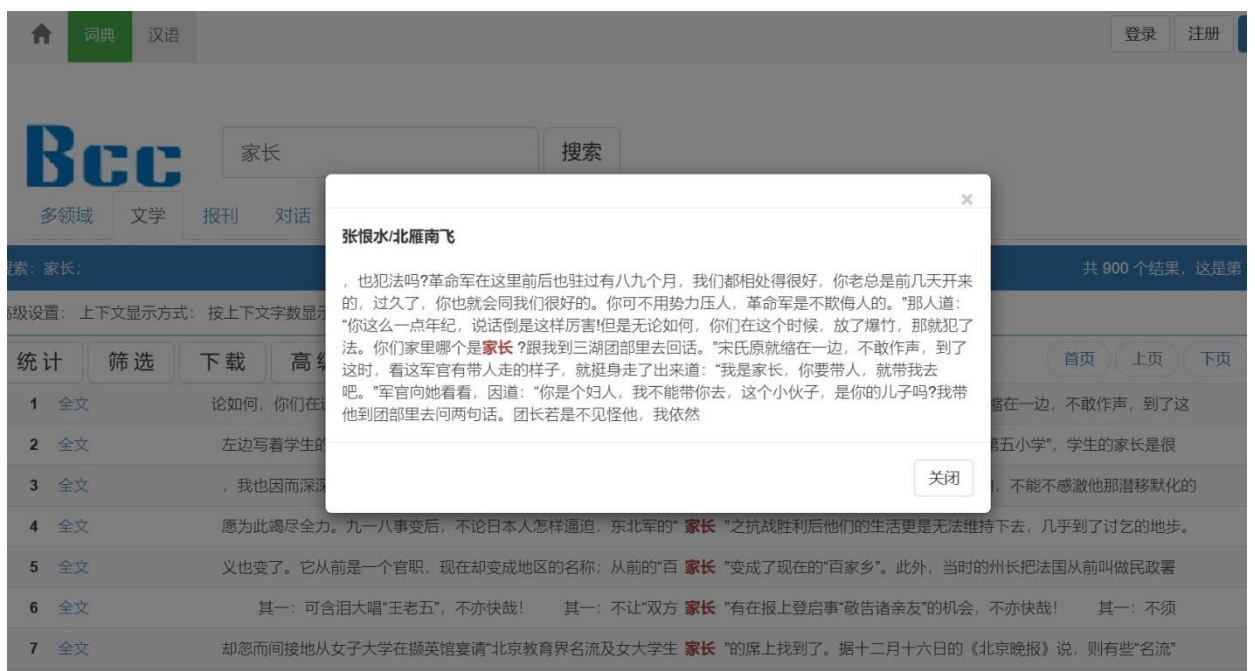 词典 汉语 登录 注册
Bcc 家长 搜索
多领域 文学 报刊 对话
×
张恨水/北雁南飞
搜索：家长; 共 900 个结果，这是第
，也犯法吗?革命军在这里前后也驻过有八九个月，我们都相处得很好，你老总是前几天开来
的，过久了，你也就会同我们很好的。你可不用势力压人，革命军是不欺侮人的。"那人道：
"你这么一点年纪，说话倒是这样厉害!但是无论如何，你们在这个时候，放了爆竹，那就犯了
法。你们家里哪个是家长 ?跟我到三湖团部里去回话。"宋氏原就缩在一边，不敢作声，到了
这时，看这军官有带人走的样子，就挺身走了出来道："我是家长，你要带人，就带我去
吧。"军官向她看看，因道："你是个妇人，我不能带你去，这个小伙子，是你的儿子吗?我带
他到团部里去问两句话。团长若是不见怪他，我依然
关闭
高级设置： 上下文显示方式： 按上下文字数显示
统计 筛选 下载 高级 首页 上页 下页
1 全文 论如何，你们在这 缩在一边，不敢作声，到了这
2 全文 左边写着学生的 第五小学"，学生的家长是很
3 全文 ，我也因而深深 ，不能不感激他那潜移默化的
4 全文 愿为此竭尽全力。九一八事变后，不论日本人怎样逼迫，东北军的" 家长 "之抗战胜利后他们的生活更是无法维持下去，几乎到了讨乞的地步。
5 全文 义也变了。它从前是一个官职，现在却变成地区的名称；从前的"百 家长 "变成了现在的"百家乡"。此外，当时的州长把法国从前叫做民政署
6 全文 其一：可含泪大唱"王老五"，不亦快哉！ 其一：不让"双方 家长 "有在报上登启事"敬告诸亲友"的机会，不亦快哉！ 其一：不须
7 全文 却忽而间接地从女子大学在撷英馆宴请"北京教育界名流及女大学生 家长 "的席上找到了。据十二月十六日的《北京晚报》说，则有些"名流"